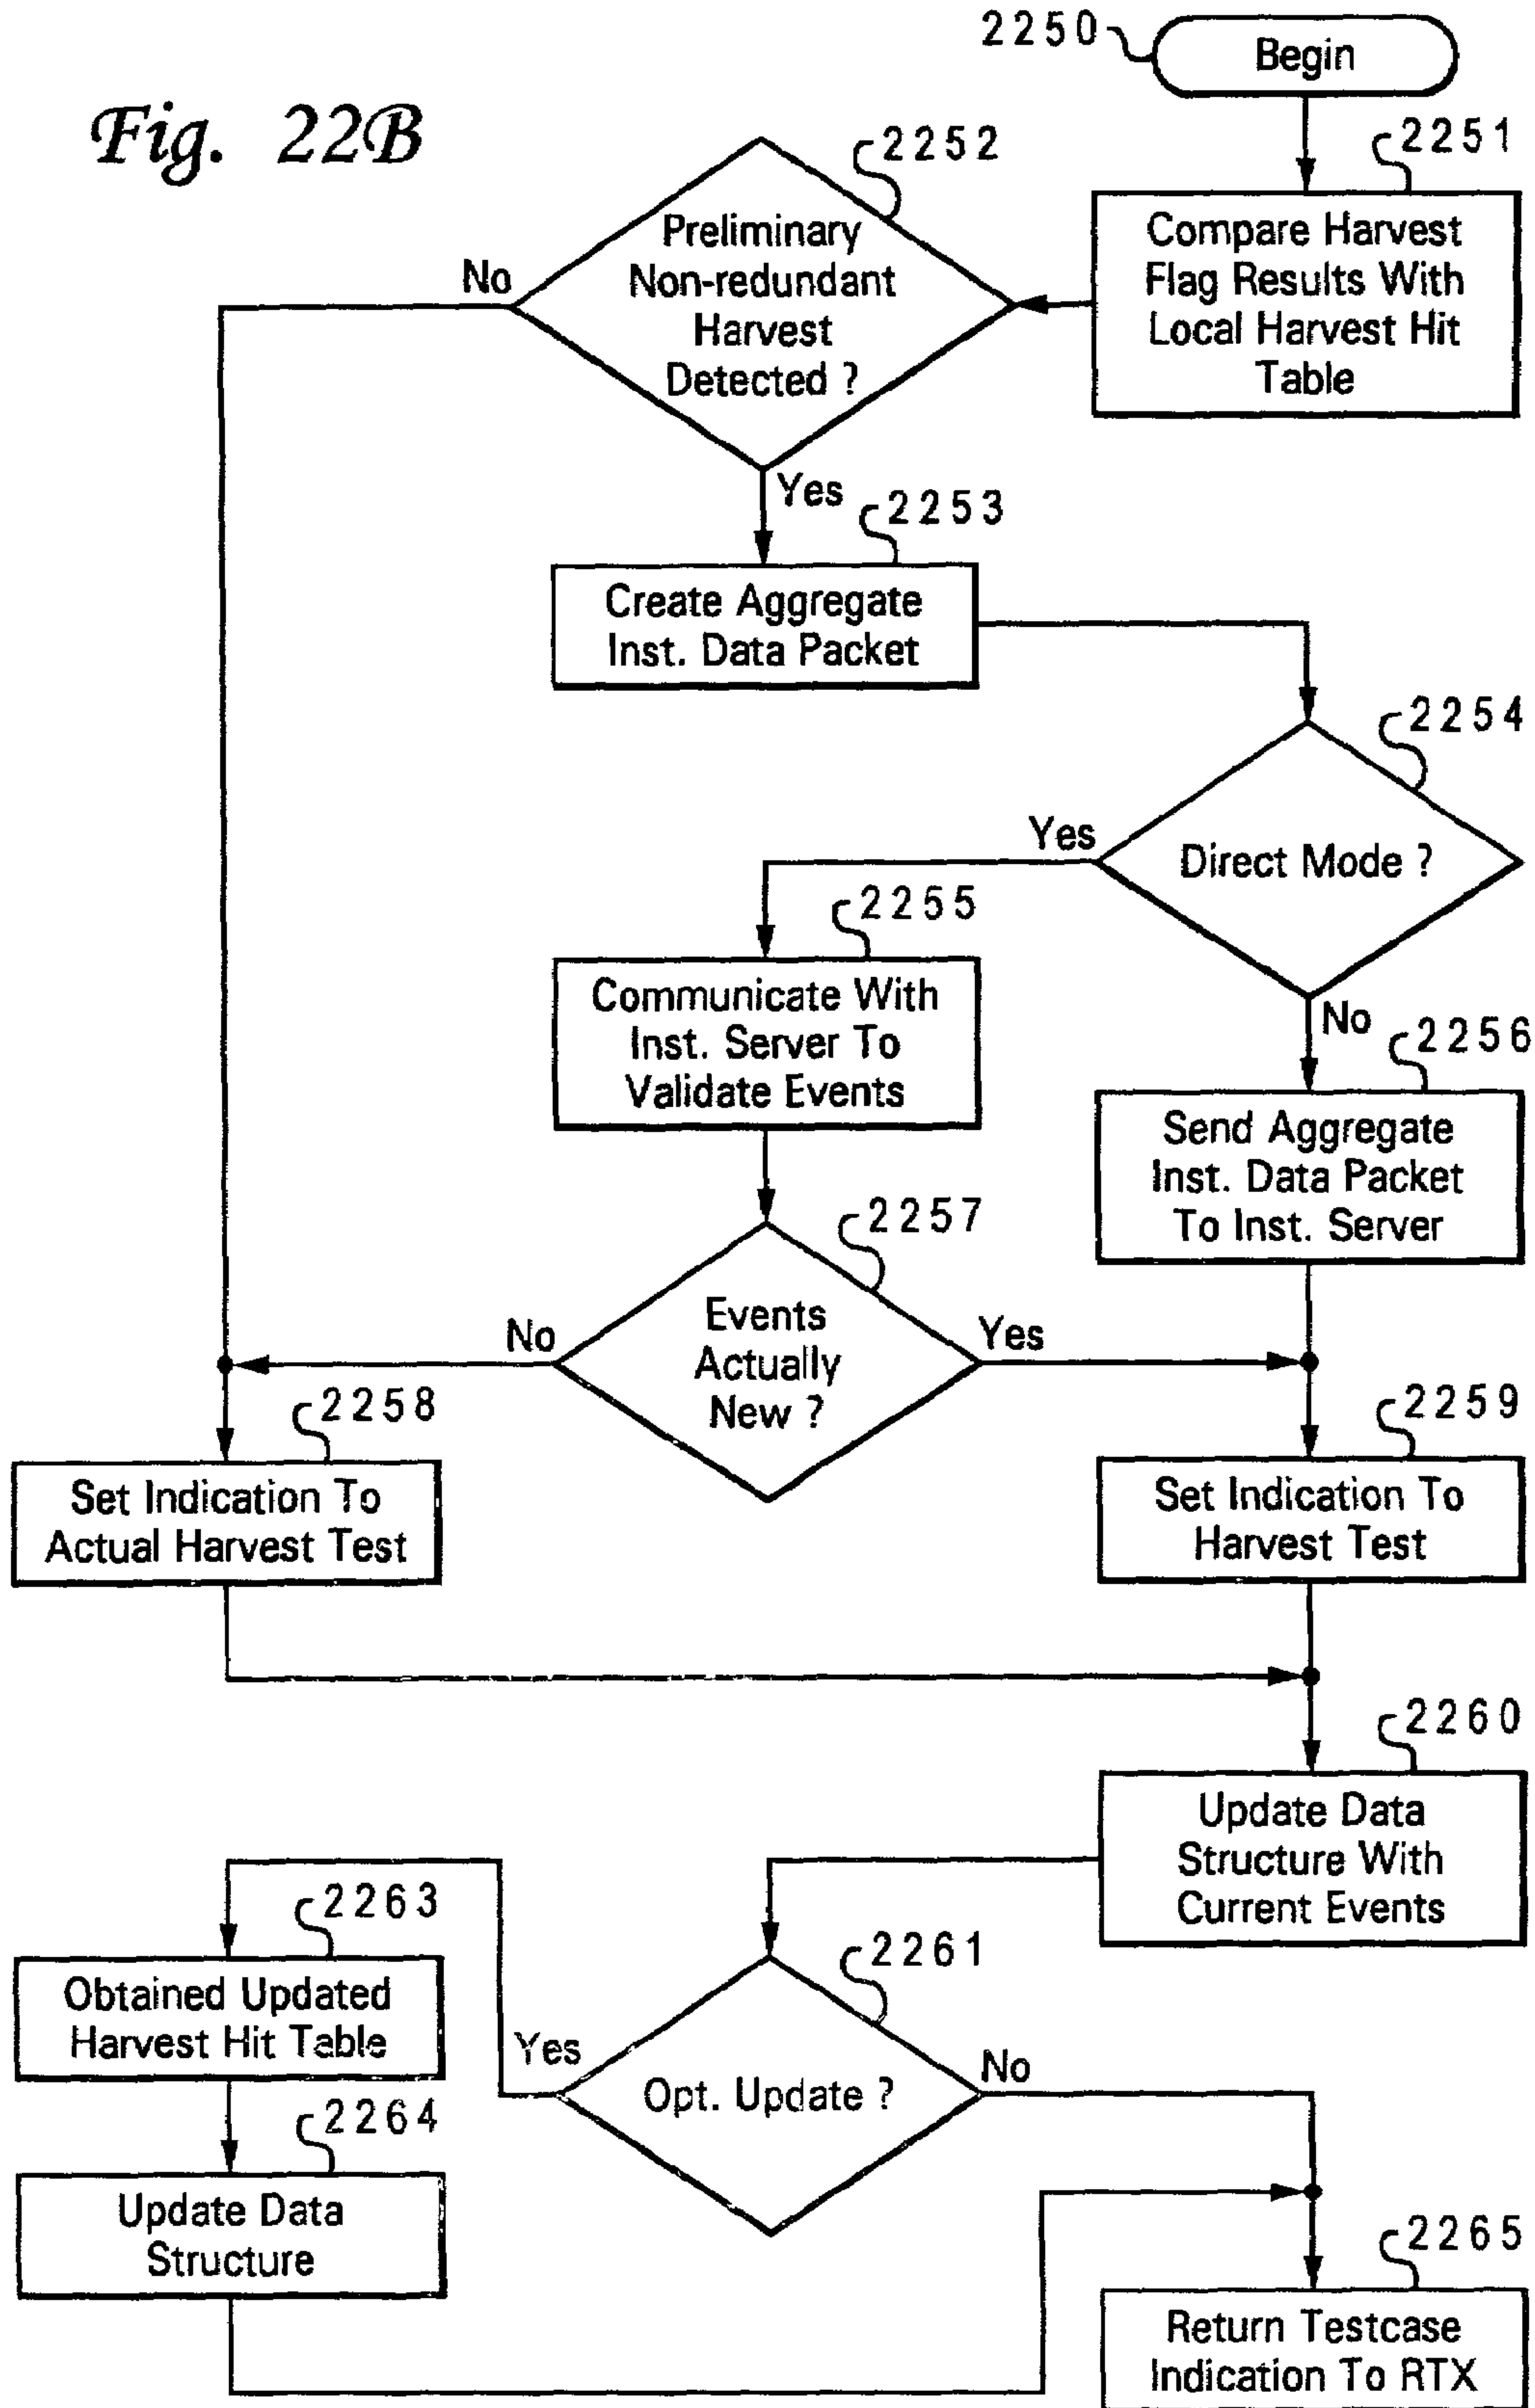 Fig. 22B
2250
Begin
2251
Compare Harvest
Flag Results With
Local Harvest Hit
Table
2252
Preliminary
Non-redundant
Harvest
Detected ?
No
Yes
2253
Create Aggregate
Inst. Data Packet
2254
Direct Mode ?
Yes
No
2255
Communicate With
Inst. Server To
Validate Events
2256
Send Aggregate
Inst. Data Packet
To Inst. Server
2257
Events
Actually
New ?
No
Yes
2258
Set Indication To
Actual Harvest Test
2259
Set Indication To
Harvest Test
2260
Update Data
Structure With
Current Events
2261
Opt. Update ?
Yes
No
2263
Obtained Updated
Harvest Hit Table
2264
Update Data
Structure
2265
Return Testcase
Indication To RTX